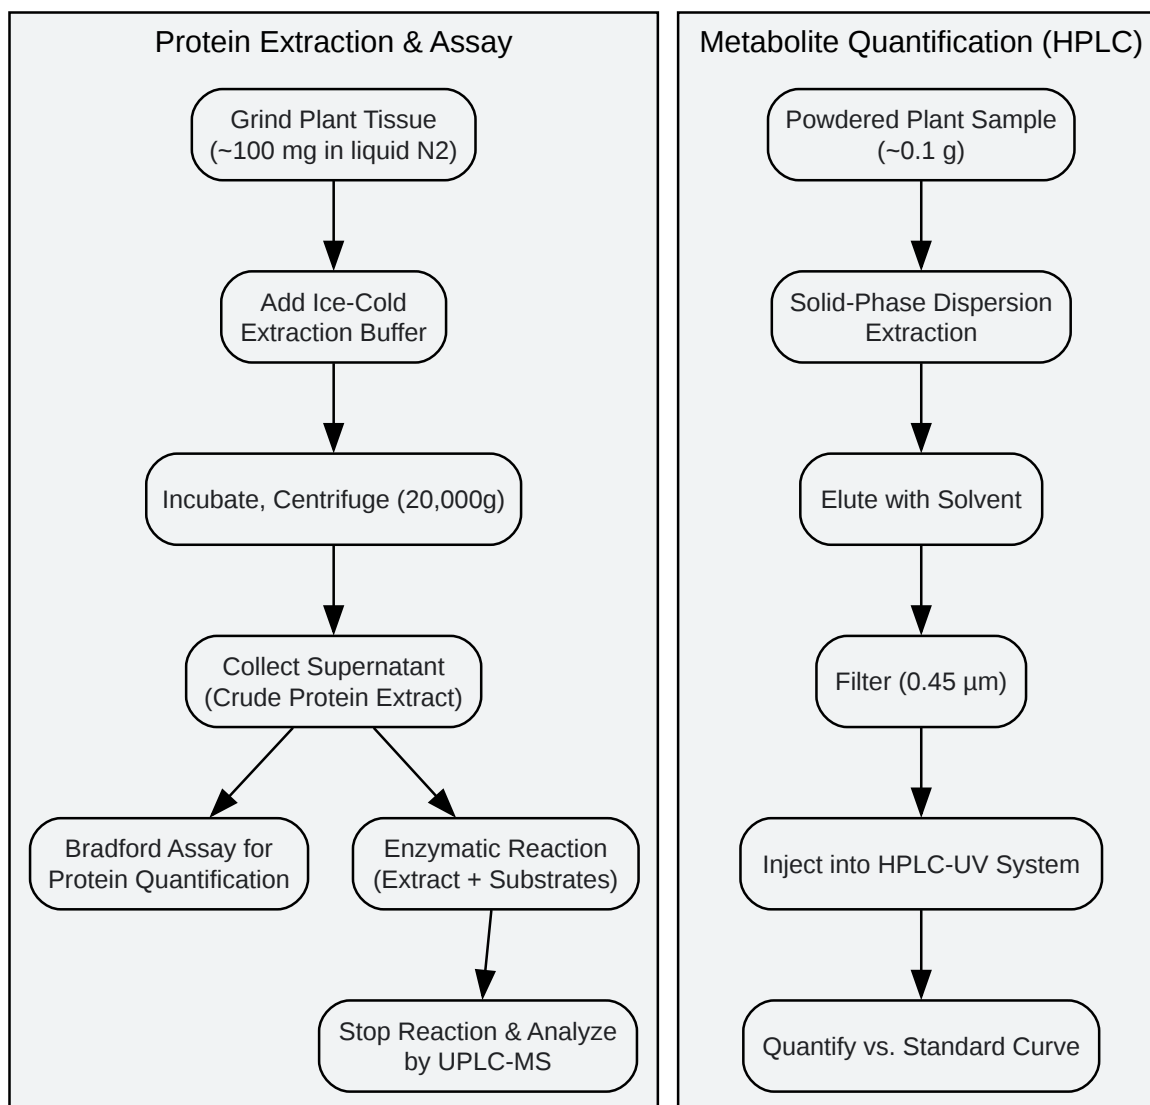 Protein Extraction & Assay
Grind Plant Tissue
(~100 mg in liquid N2)
Add Ice-Cold
Extraction Buffer
Incubate, Centrifuge (20,000g)
Collect Supernatant
(Crude Protein Extract)
Bradford Assay for
Protein Quantification
Enzymatic Reaction
(Extract + Substrates)
Stop Reaction & Analyze
by UPLC-MS
Metabolite Quantification (HPLC)
Powdered Plant Sample
(~0.1 g)
Solid-Phase Dispersion
Extraction
Elute with Solvent
Filter (0.45 µm)
Inject into HPLC-UV System
Quantify vs. Standard Curve